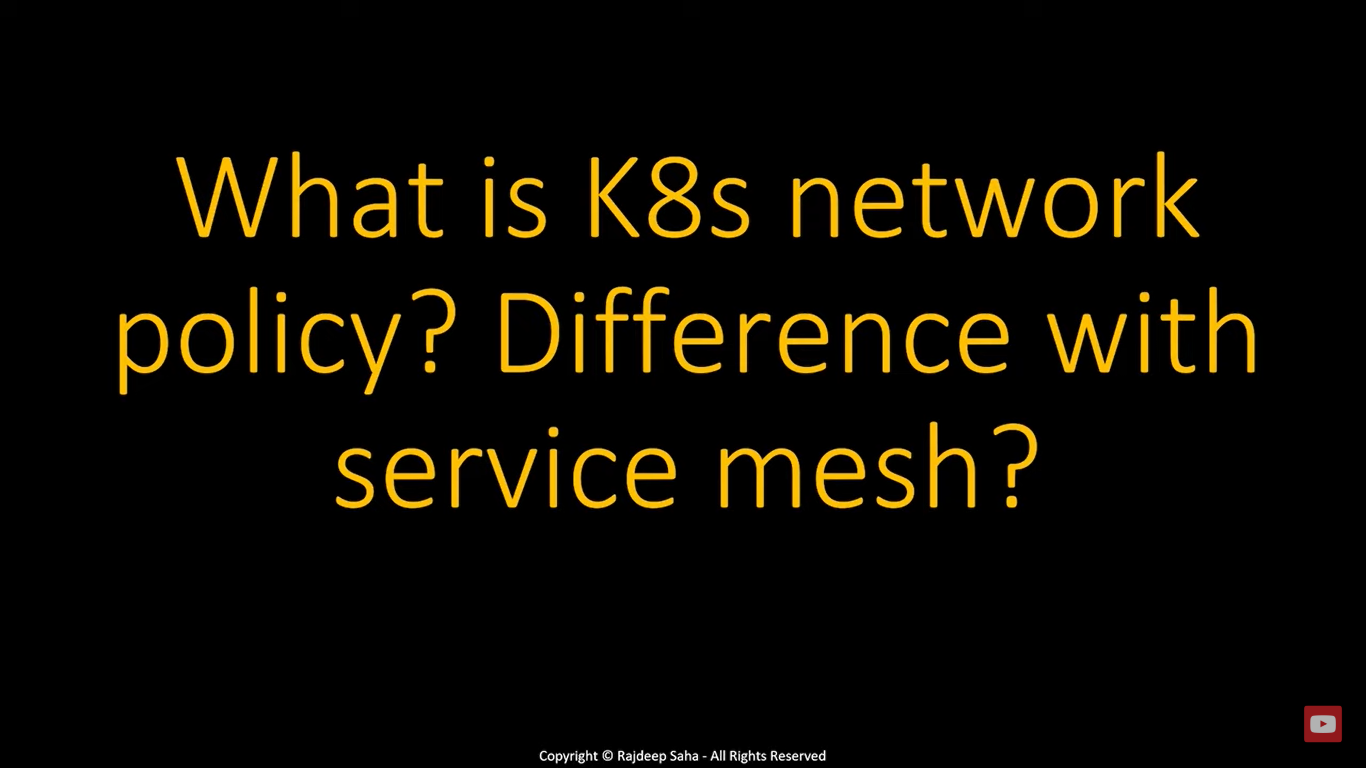 What is K8s network
policy? Difference with
service mesh?
Copyright © Rajdeep Saha - All Rights Reserved